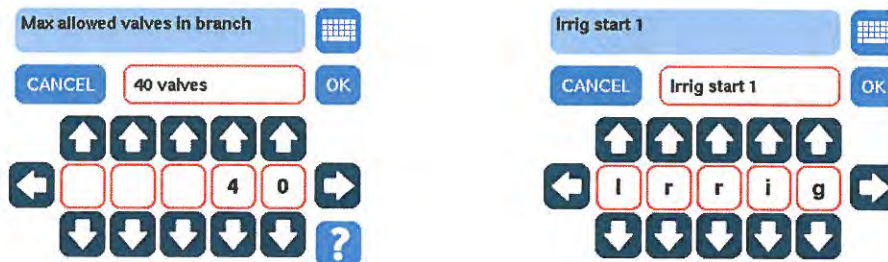 Max allowed valves in branch
CANCEL 40 valves OK
4 0
?
Irrig start 1
CANCEL Irrig start 1 OK
I r r i g